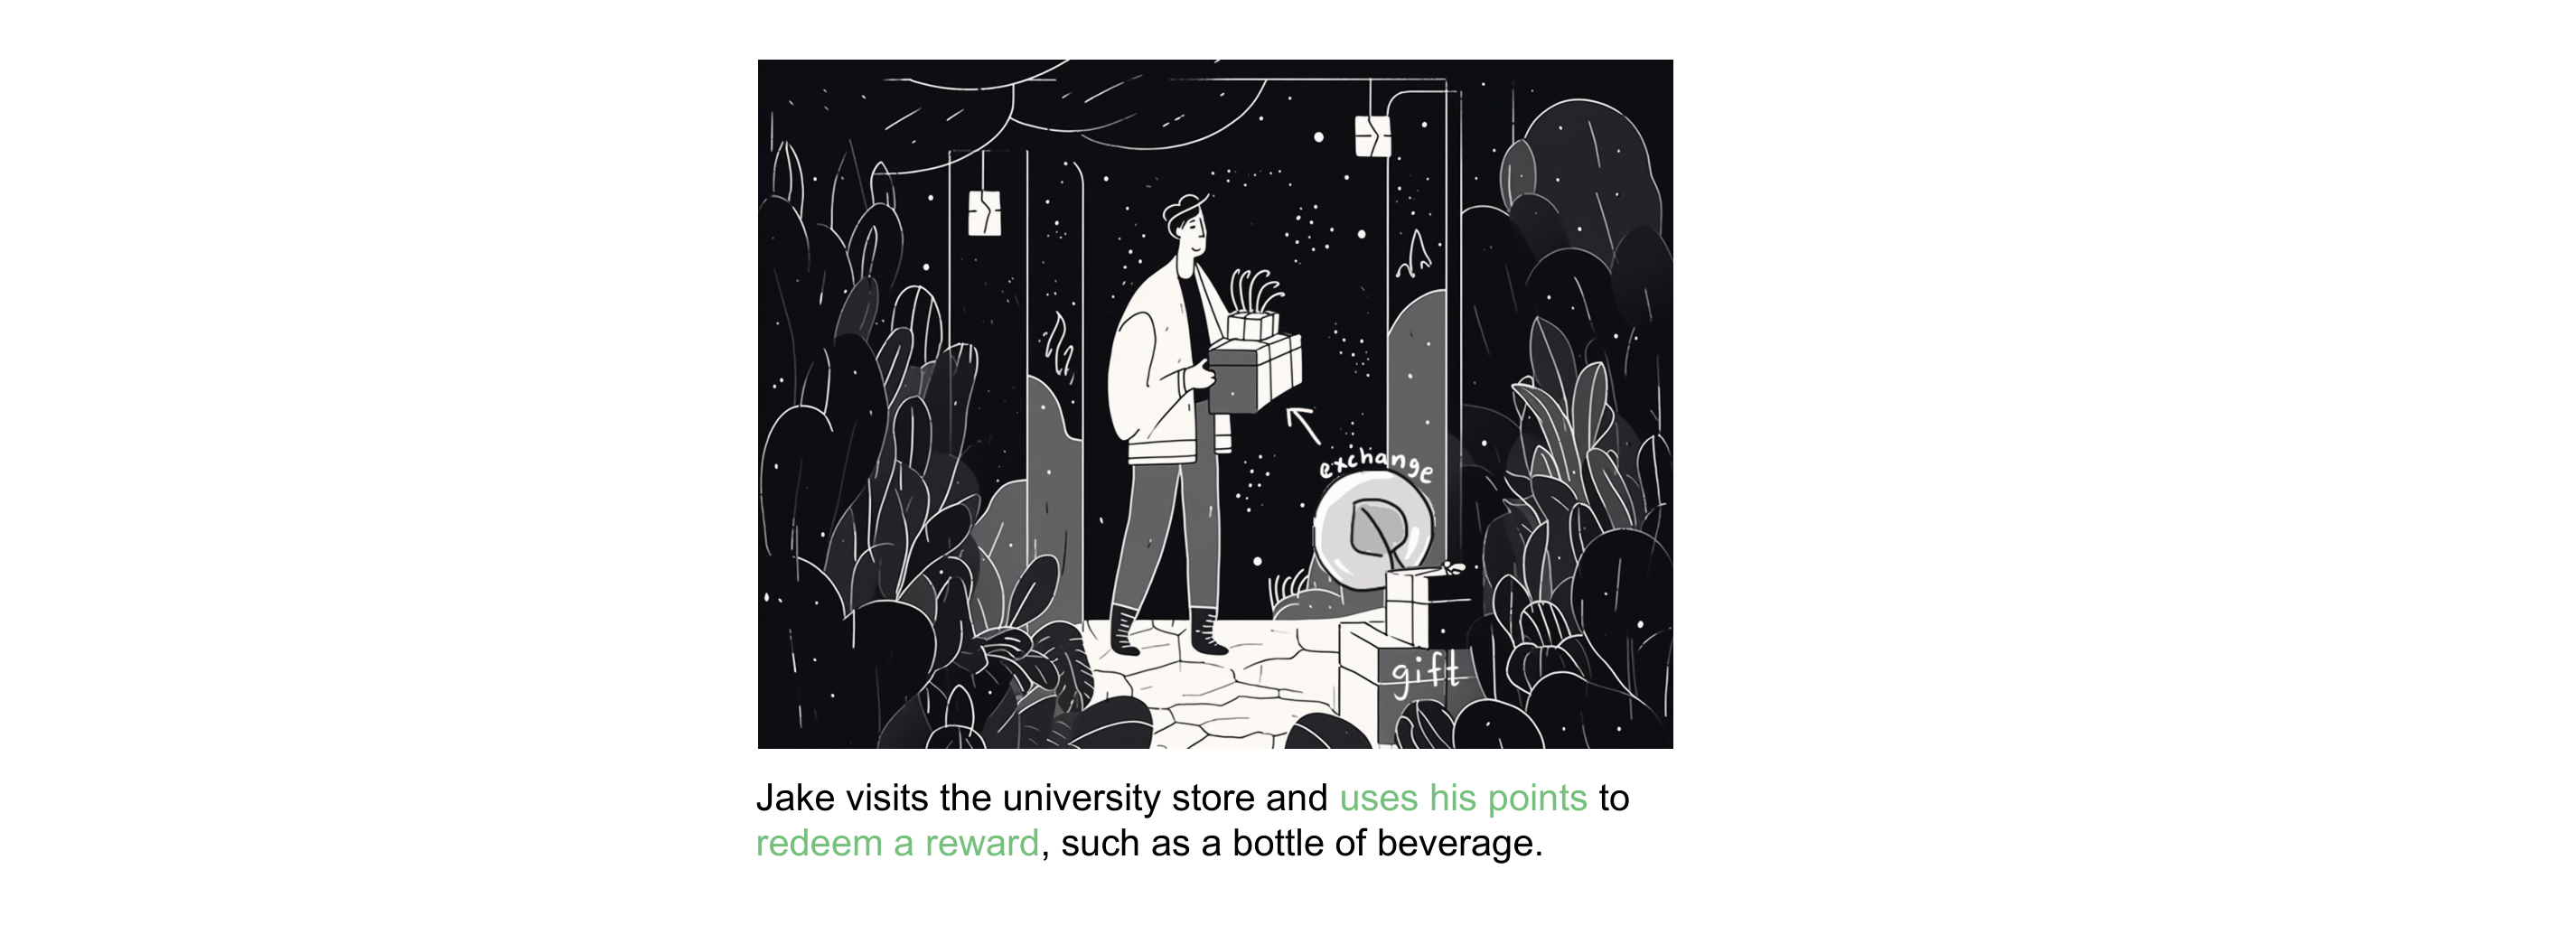 exchange
gift
Jake visits the university store and uses his points to
redeem a reward, such as a bottle of beverage.